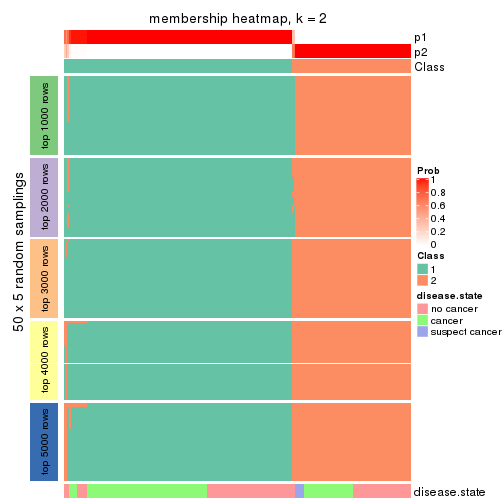 membership heatmap, k = 2
p1
p2
Class
50 x 5 random samplings
top 1000 rows
top 2000 rows
top 3000 rows
top 4000 rows
top 5000 rows
Prob
1
0.8
0.6
0.4
0.2
0
Class
1
2
disease.state
no cancer
cancer
suspect cancer
disease.state